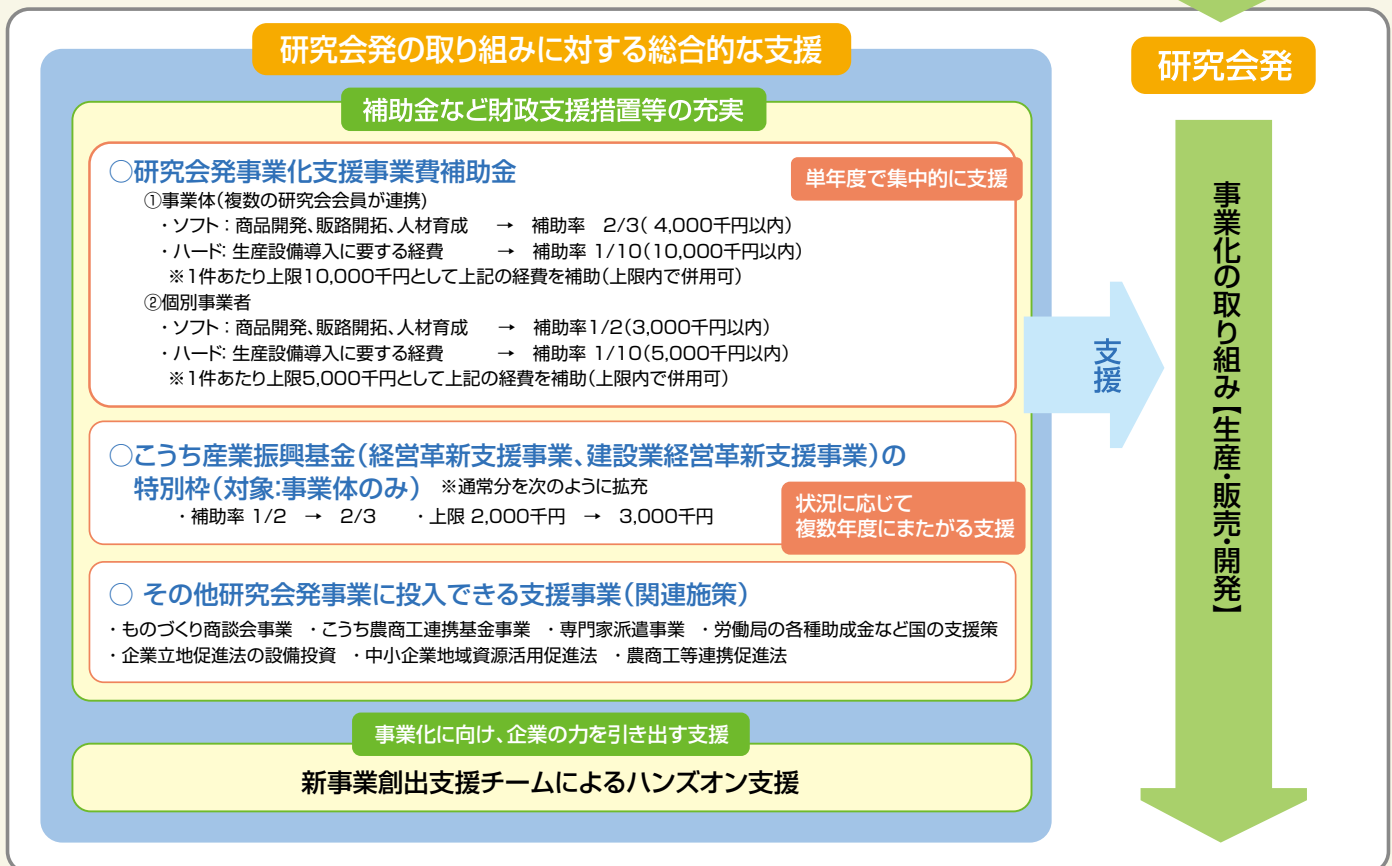 研究会発の取り組みに対する総合的な支援
補助金など財政支援措置等の充実
○研究会発事業化支援事業費補助金
単年度で集中的に支援
①事業体(複数の研究会会員が連携)
・ソフト：商品開発、販路開拓、人材育成 → 補助率 2/3( 4,000千円以内)
・ハード：生産設備導入に要する経費 → 補助率 1/10(10,000千円以内)
※1件あたり上限10,000千円として上記の経費を補助(上限内で併用可)
②個別事業者
・ソフト：商品開発、販路開拓、人材育成 → 補助率1/2(3,000千円以内)
・ハード：生産設備導入に要する経費 → 補助率 1/10(5,000千円以内)
※1件あたり上限5,000千円として上記の経費を補助(上限内で併用可)
○こうち産業振興基金(経営革新支援事業、建設業経営革新支援事業)の
特別枠(対象:事業体のみ) ※通常分を次のように拡充
・補助率 1/2 → 2/3 ・上限 2,000千円 → 3,000千円
状況に応じて
複数年度にまたがる支援
○ その他研究会発事業に投入できる支援事業(関連施策)
・ものづくり商談会事業 ・こうち農商工連携基金事業 ・専門家派遣事業 ・労働局の各種助成金など国の支援策
・企業立地促進法の設備投資 ・中小企業地域資源活用促進法 ・農商工等連携促進法
事業化に向け、企業の力を引き出す支援
新事業創出支援チームによるハンズオン支援
支援
研究会発
事業化の取り組み【生産・販売・開発】